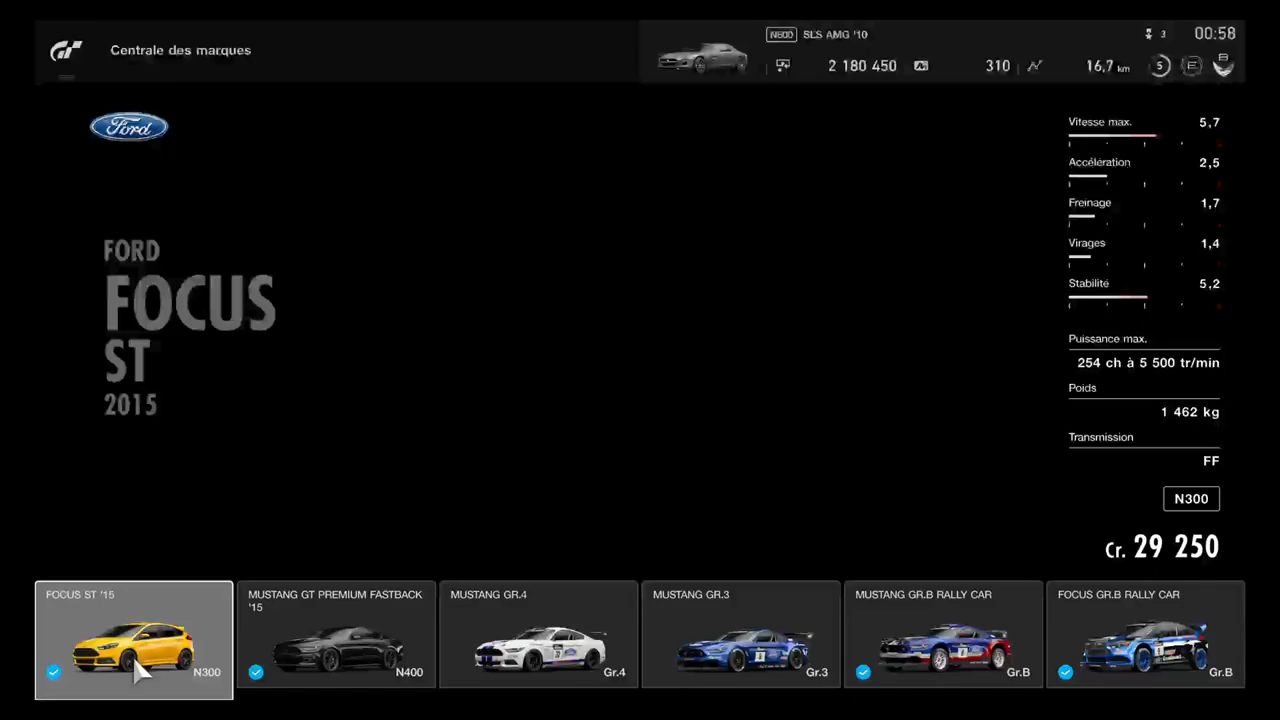 Centrale des marques
N800 SLS AMG '10
3 00:58
2 180 450 310 16,7 km S E B
Ford
FORD
FOCUS
ST
2015
Vitesse max. 5,7
Accélération 2,5
Freinage 1,7
Virages 1,4
Stabilité 5,2
Puissance max.
254 ch à 5 500 tr/min
Poids
1 462 kg
Transmission
FF
N300
Cr. 29 250
FOCUS ST '15
N300
MUSTANG GT PREMIUM FASTBACK
'15
N400
MUSTANG GR.4
Gr.4
MUSTANG GR.3
Gr.3
MUSTANG GR.B RALLY CAR
Gr.B
FOCUS GR.B RALLY CAR
Gr.B